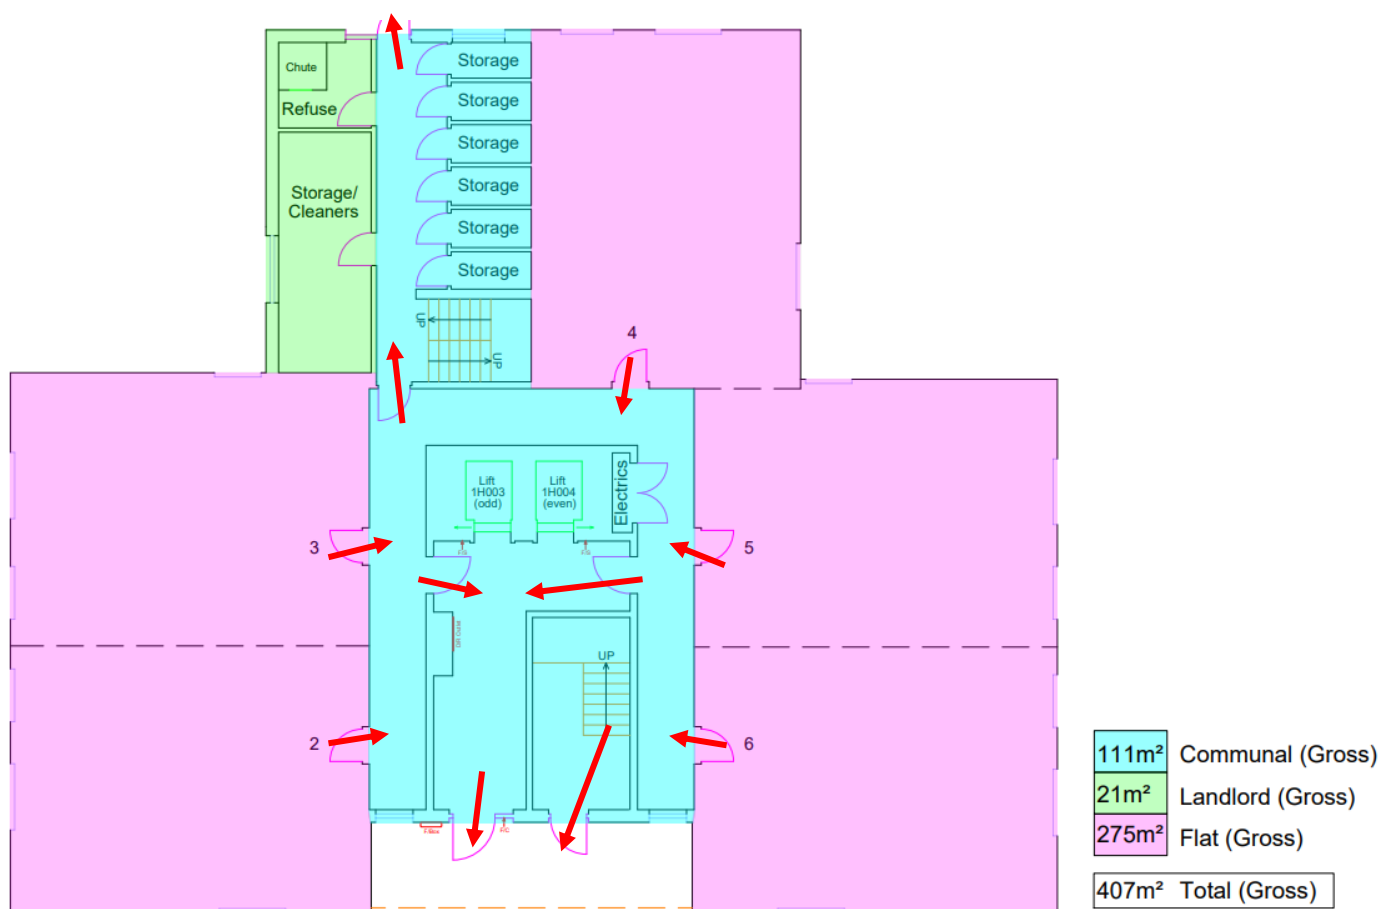 Chute
Refuse
Storage/
Cleaners
Storage
Storage
Storage
Storage
Storage
Storage
UP
UP
4
Lift
1H003
(odd)
Lift
1H004
(even)
Electrics
3
5
UP
2
6
111m² Communal (Gross)
21m² Landlord (Gross)
275m² Flat (Gross)
407m² Total (Gross)